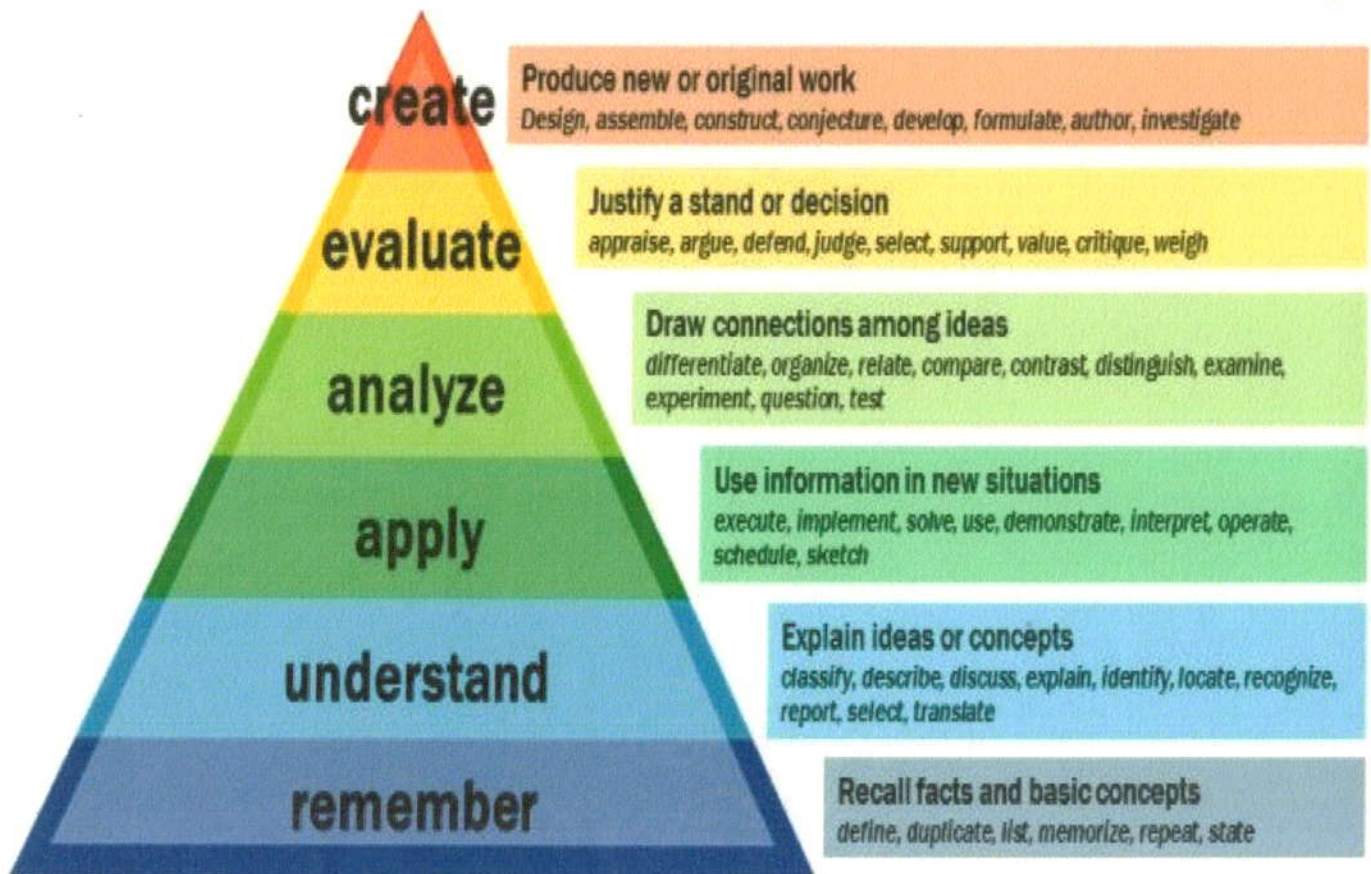 create
Produce new or original work
Design, assemble, construct, conjecture, develop, formulate, author, investigate
evaluate
Justify a stand or decision
appraise, argue, defend, judge, select, support, value, critique, weigh
analyze
Draw connections among ideas
differentiate, organize, relate, compare, contrast, distinguish, examine,
experiment, question, test
apply
Use information in new situations
execute, implement, solve, use, demonstrate, interpret, operate,
schedule, sketch
understand
Explain ideas or concepts
classify, describe, discuss, explain, identify, locate, recognize,
report, select, translate
remember
Recall facts and basic concepts
define, duplicate, list, memorize, repeat, state